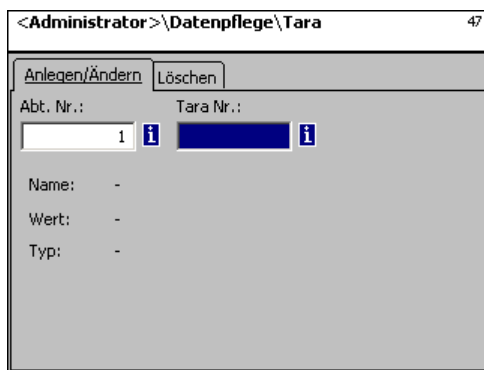 <Administrator>\Datenpflege\Tara 47
Anlegen/Ändern Löschen
Abt. Nr.: Tara Nr.:
1 i i
Name: -
Wert: -
Typ: -